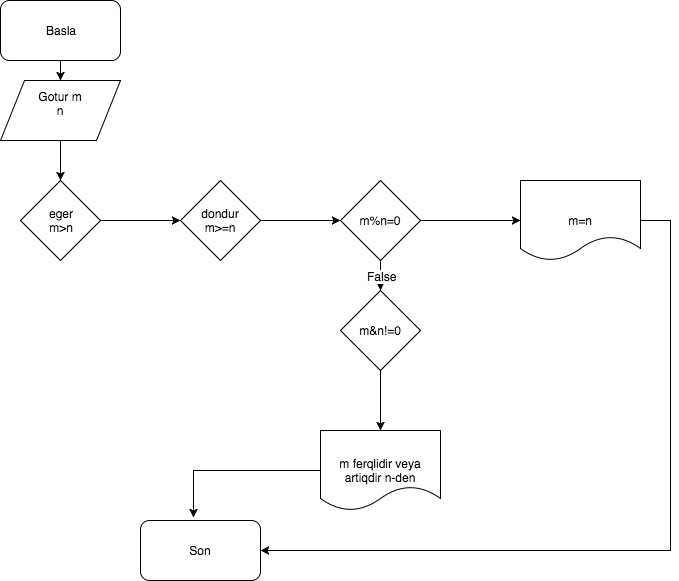 Basla
Gotur m
n
eger
m>n
dondur
m>=n
m%n=0
m=n
False
m&n!=0
m ferqlidir veya
artiqdir n-den
Son